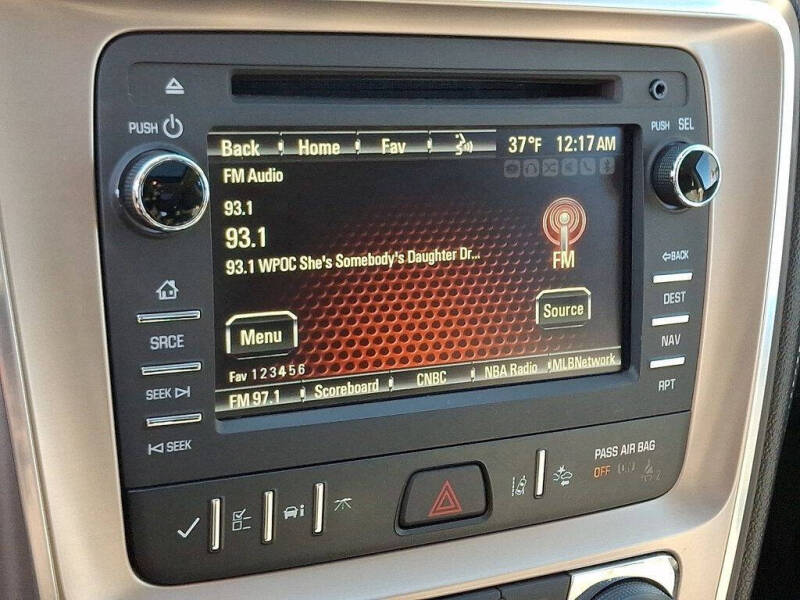 PUSH
PUSH SEL
Back Home Fav 37°F 12:17 AM
FM Audio
93.1
93.1
93.1 WPOC She's Somebody's Daughter Dr...
FM
Menu
Source
Fav 1 2 3 4 5 6
FM 97.1 Scoreboard CNBC NBA Radio MLBNetwork
SRCE
SEEK
SEEK
BACK
DEST
NAV
RPT
PASS AIR BAG
OFF